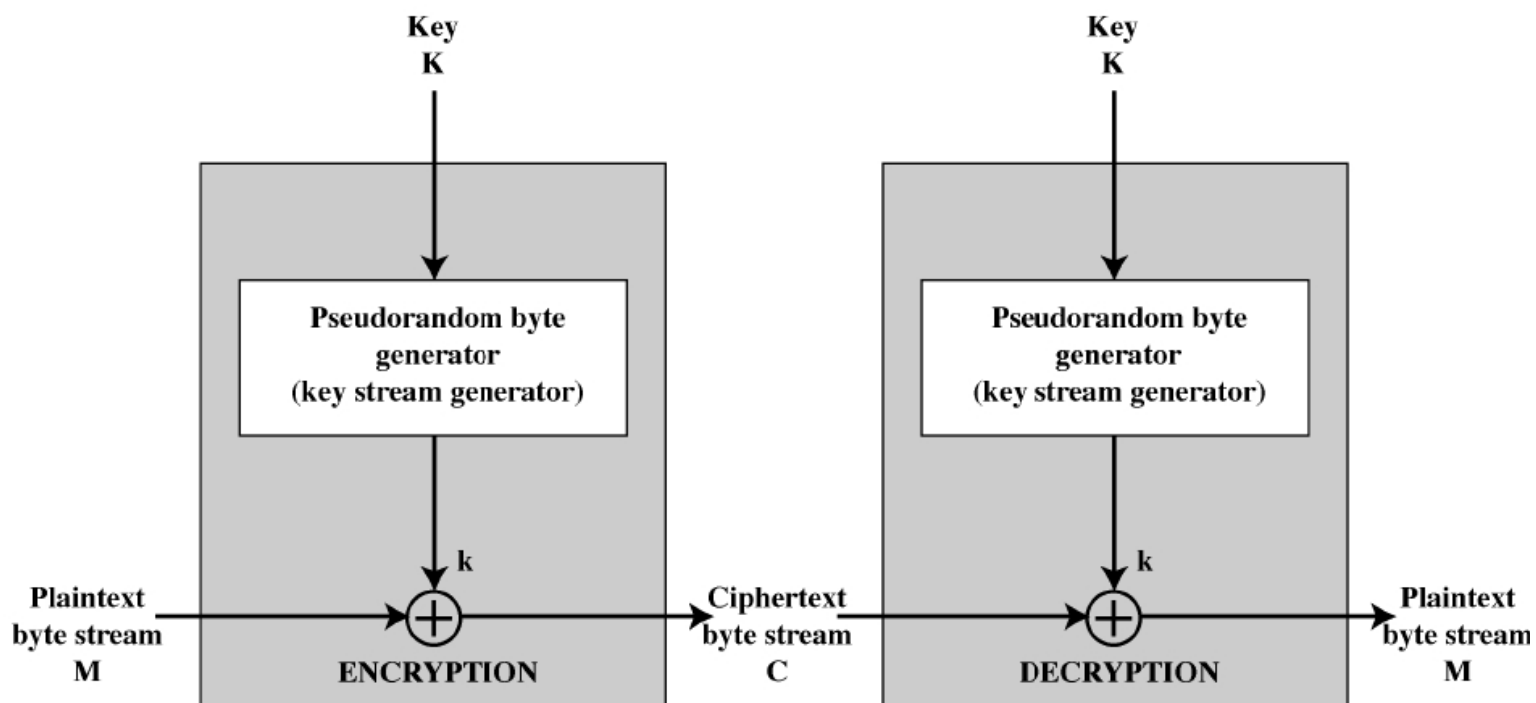 Key
K
Key
K
Pseudorandom byte
generator
(key stream generator)
Pseudorandom byte
generator
(key stream generator)
k
k
Plaintext
byte stream
M
ENCRYPTION
Ciphertext
byte stream
C
DECRYPTION
Plaintext
byte stream
M